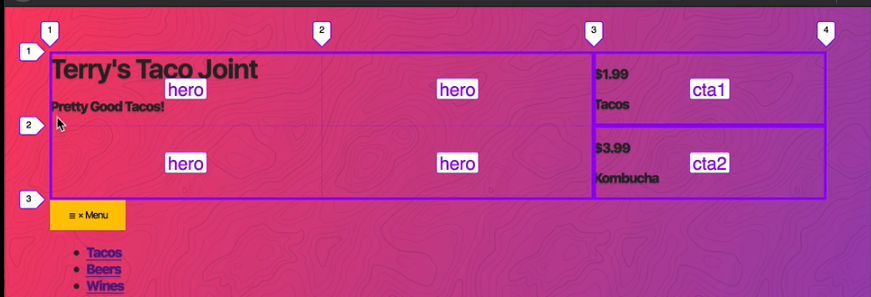 1 2 3 4
1
Terry's Taco Joint
hero hero
$1.99
cta1
Pretty Good Tacos!
Tacos
2
$3.99
hero hero cta2
Kombucha
3
≡ × Menu
Tacos
Beers
Wines